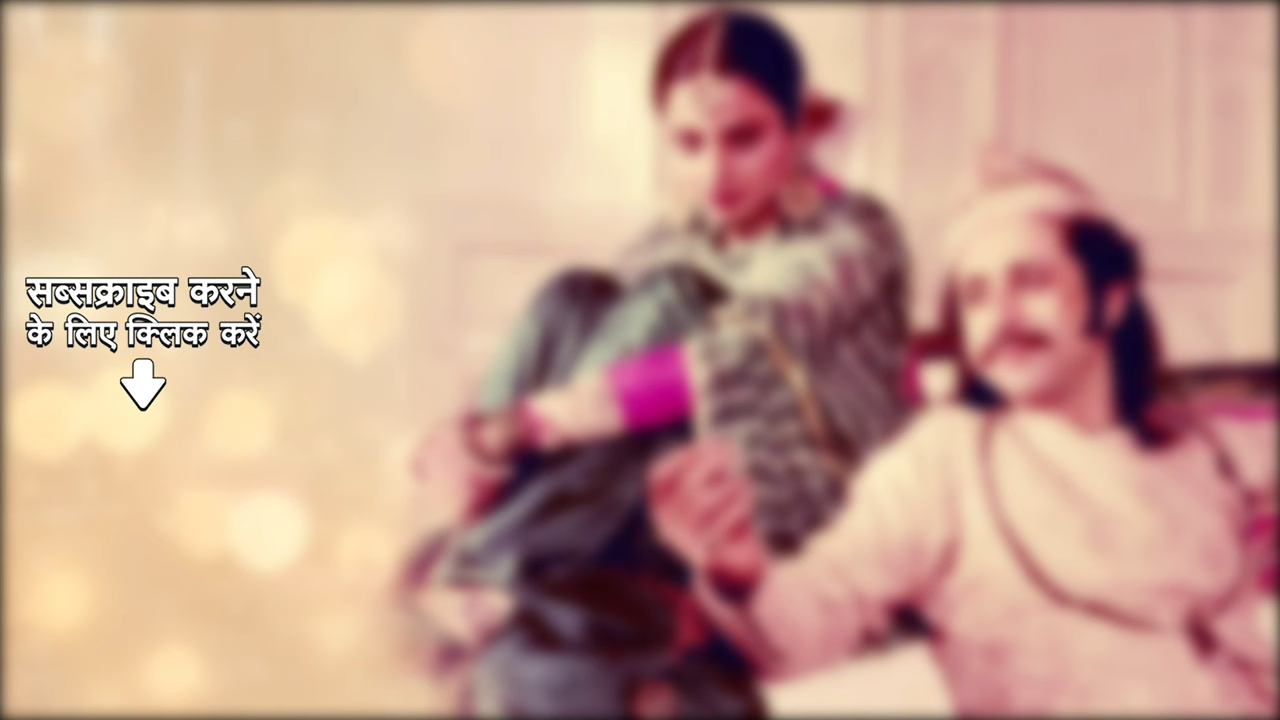 सब्सक्राइब करने
के लिए क्लिक करें